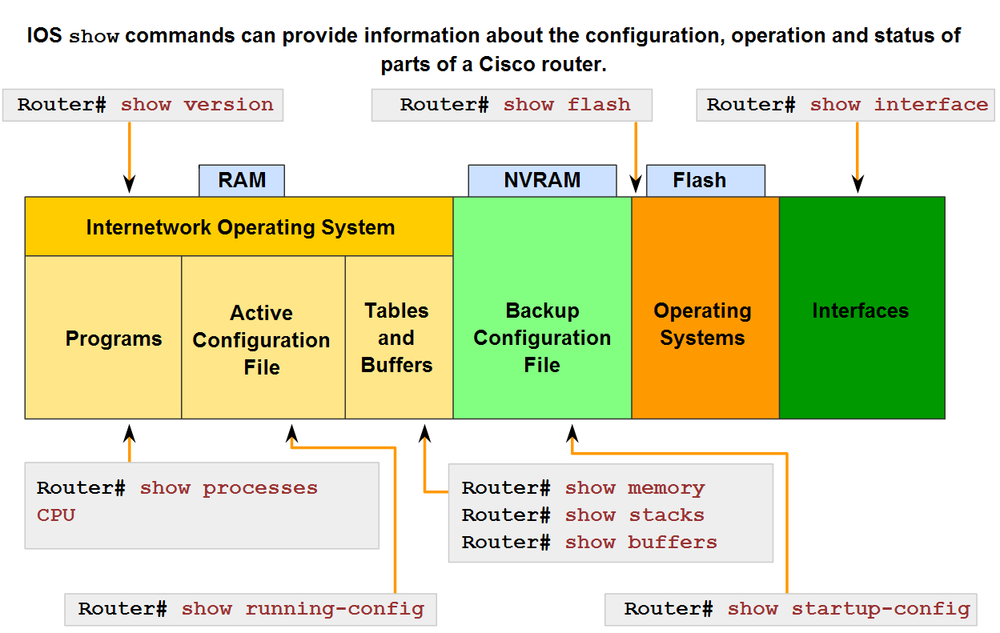 IOS show commands can provide information about the configuration, operation and status of
parts of a Cisco router.
Router# show version
Router# show flash
Router# show interface
RAM
NVRAM
Flash
Internetwork Operating System
Programs
Active
Configuration
File
Tables
and
Buffers
Backup
Configuration
File
Operating
Systems
Interfaces
Router# show processes
CPU
Router# show memory
Router# show stacks
Router# show buffers
Router# show running-config
Router# show startup-config